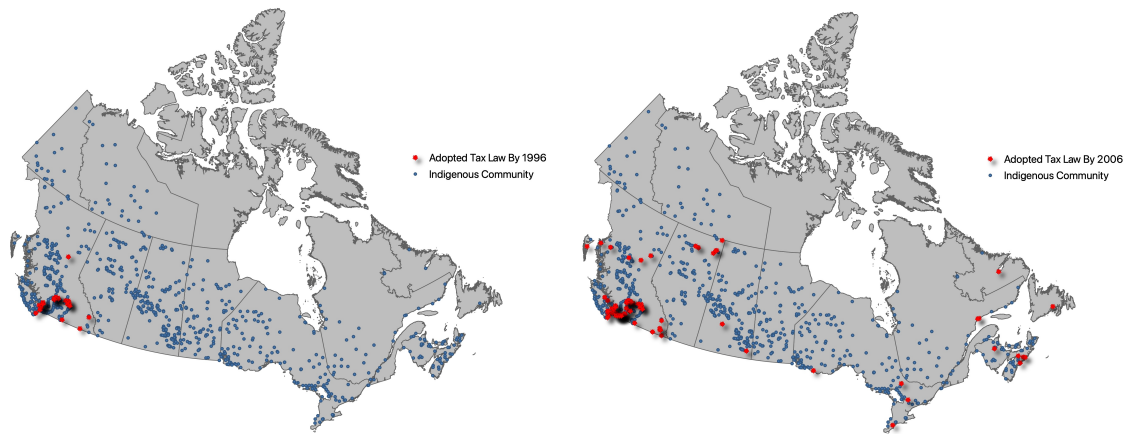 Adopted Tax Law By 1996
Indigenous Community
Adopted Tax Law By 2006
Indigenous Community